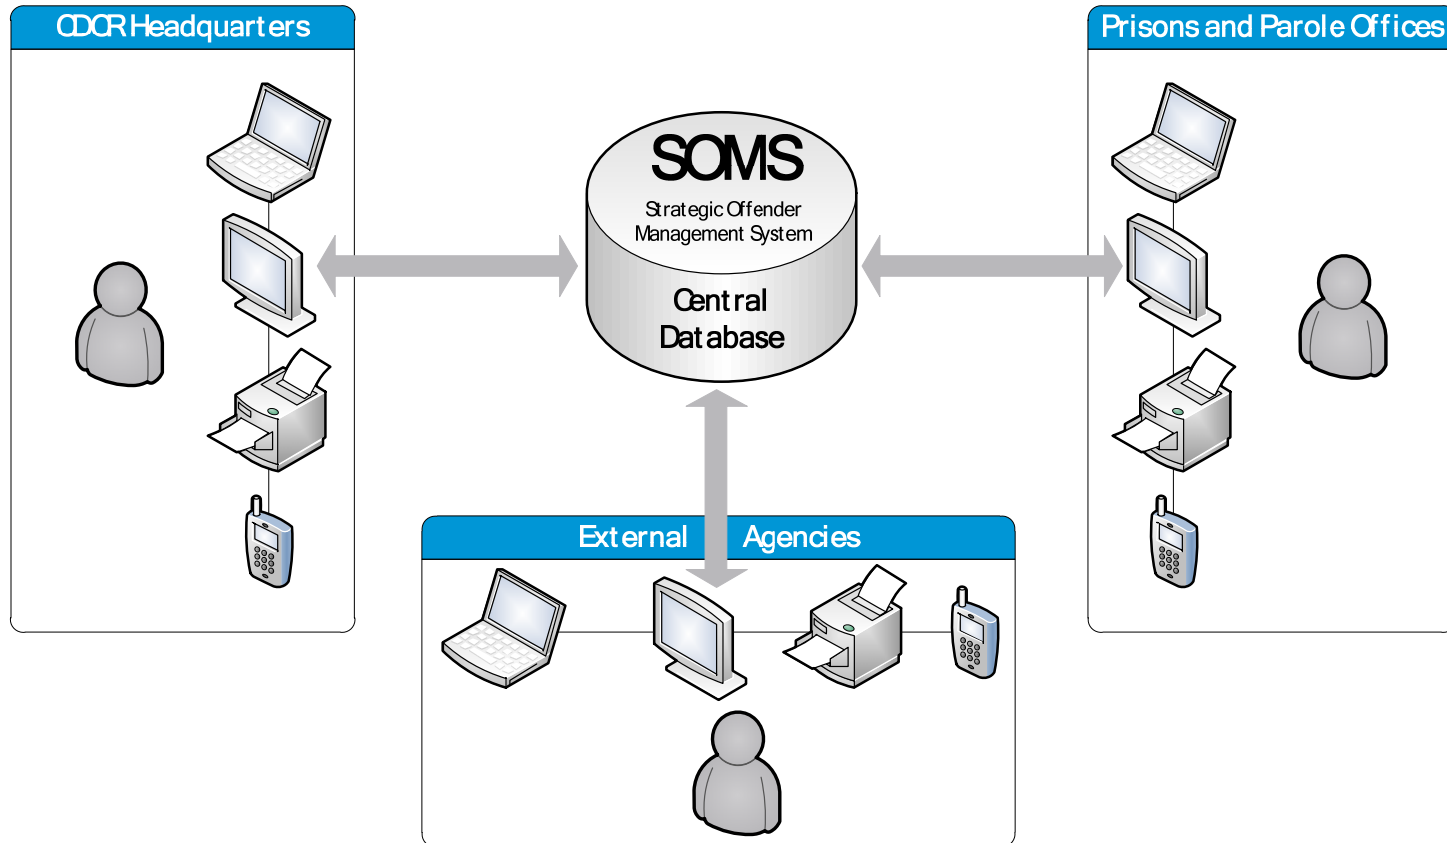 CDCR Headquarters
Prisons and Parole Offices
SOMS
Strategic Offender
Management System
Central
Database
External Agencies